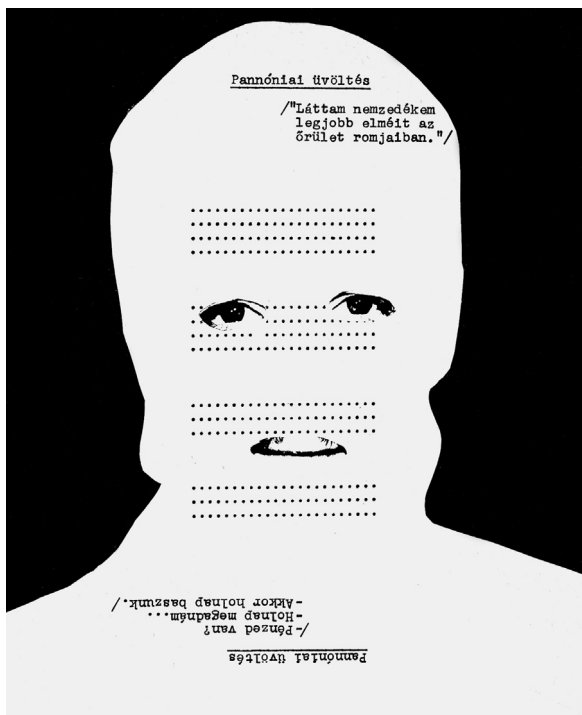 Pannóniai üvöltés
/"Láttam nemzedékem
legjobb elméit az
őrület romjaiban."/
Pannóniai üvöltés
/-Pénzed van?
-Holnap megadnám...
-Akkor holnap baszunk./